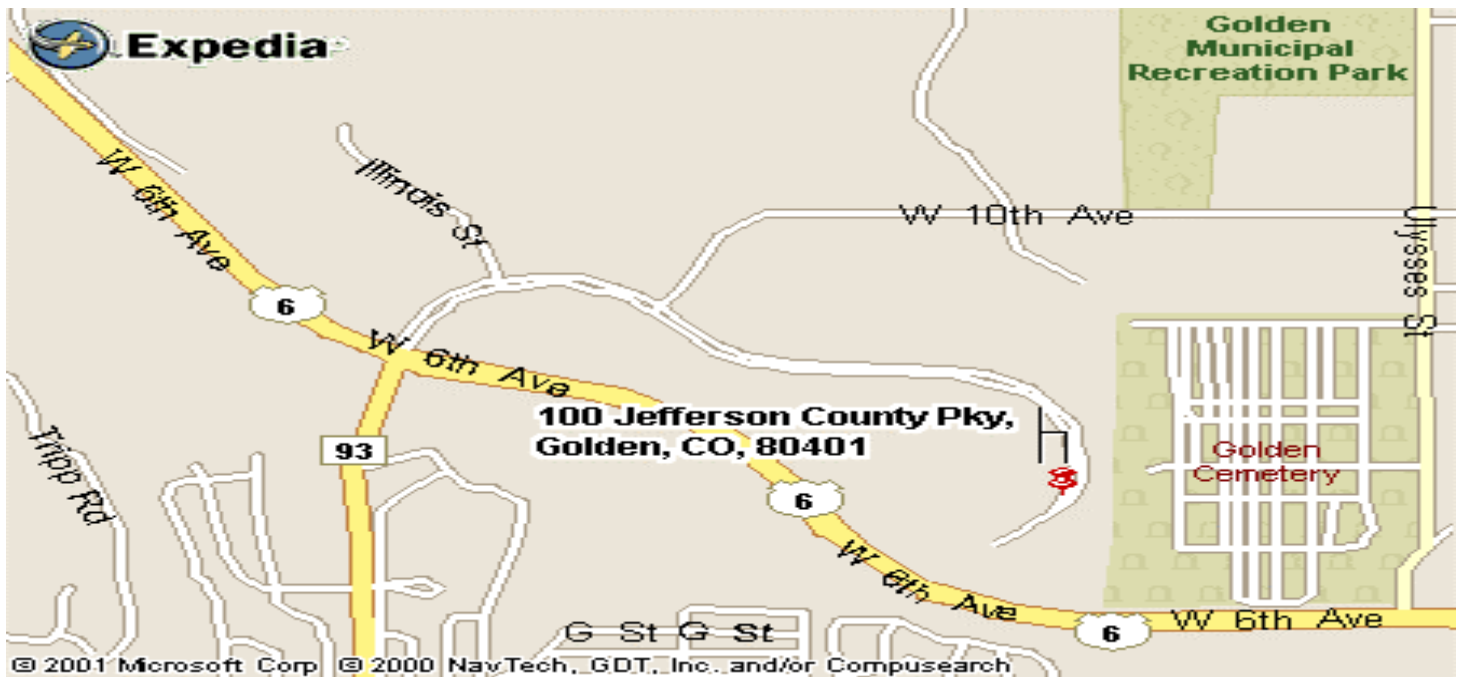 Expedia
Golden
Municipal
Recreation Park
W 6th Ave
Illinois St
W 10th Ave
Ulysses St
6
W 6th Ave
100 Jefferson County Pky,
Golden, CO, 80401
93
Tripp Rd
Golden
Cemetery
6
W 6th Ave
W 6th Ave
6
G St G St
© 2001 Microsoft Corp © 2000 NavTech, GDT, Inc. and/or Compusearch